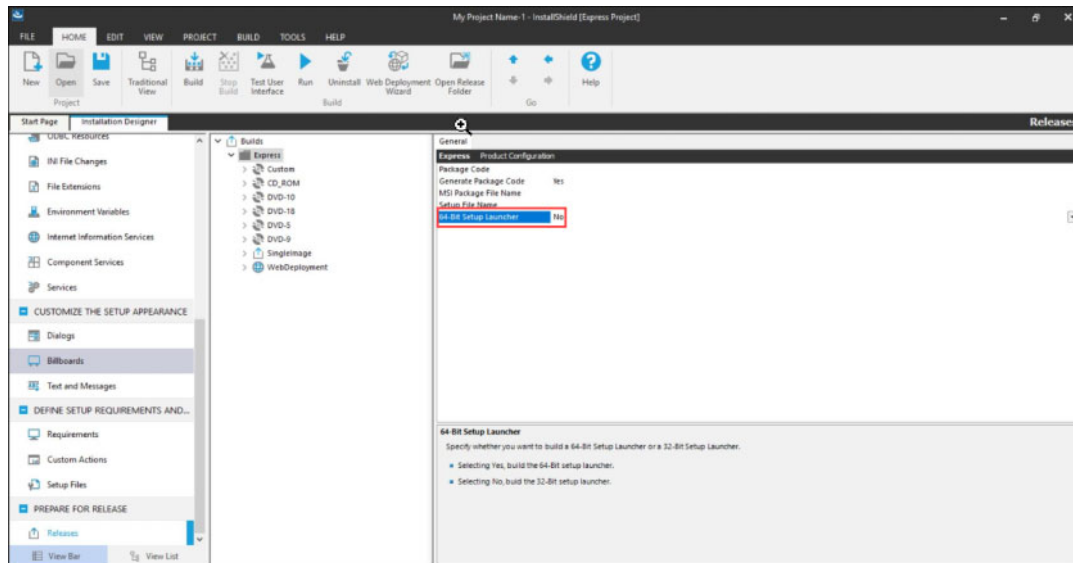 My Project Name-1 - InstallShield [Express Project]
FILE HOME EDIT VIEW PROJECT BUILD TOOLS HELP
New Open Save Traditional View Build Stop Build Test User Interface Run Uninstall Web Deployment Wizard Open Release Folder Help
Project Build Go
Start Page Installation Designer Releases
ODBC Resources
INI File Changes
File Extensions
Environment Variables
Internet Information Services
Component Services
Services
CUSTOMIZE THE SETUP APPEARANCE
Dialogs
Billboards
Text and Messages
DEFINE SETUP REQUIREMENTS AND...
Requirements
Custom Actions
Setup Files
PREPARE FOR RELEASE
Releases
View Bar View List
Builds
Express
Custom
CD_ROM
DVD-10
DVD-18
DVD-5
DVD-9
SingleImage
WebDeployment
General
Express Product Configuration
Package Code
Generate Package Code Yes
MSI Package File Name
Setup File Name
64-Bit Setup Launcher No
64-Bit Setup Launcher
Specify whether you want to build a 64-Bit Setup Launcher or a 32-Bit Setup Launcher.
Selecting Yes, build the 64-Bit setup launcher.
Selecting No, buid the 32-Bit setup launcher.